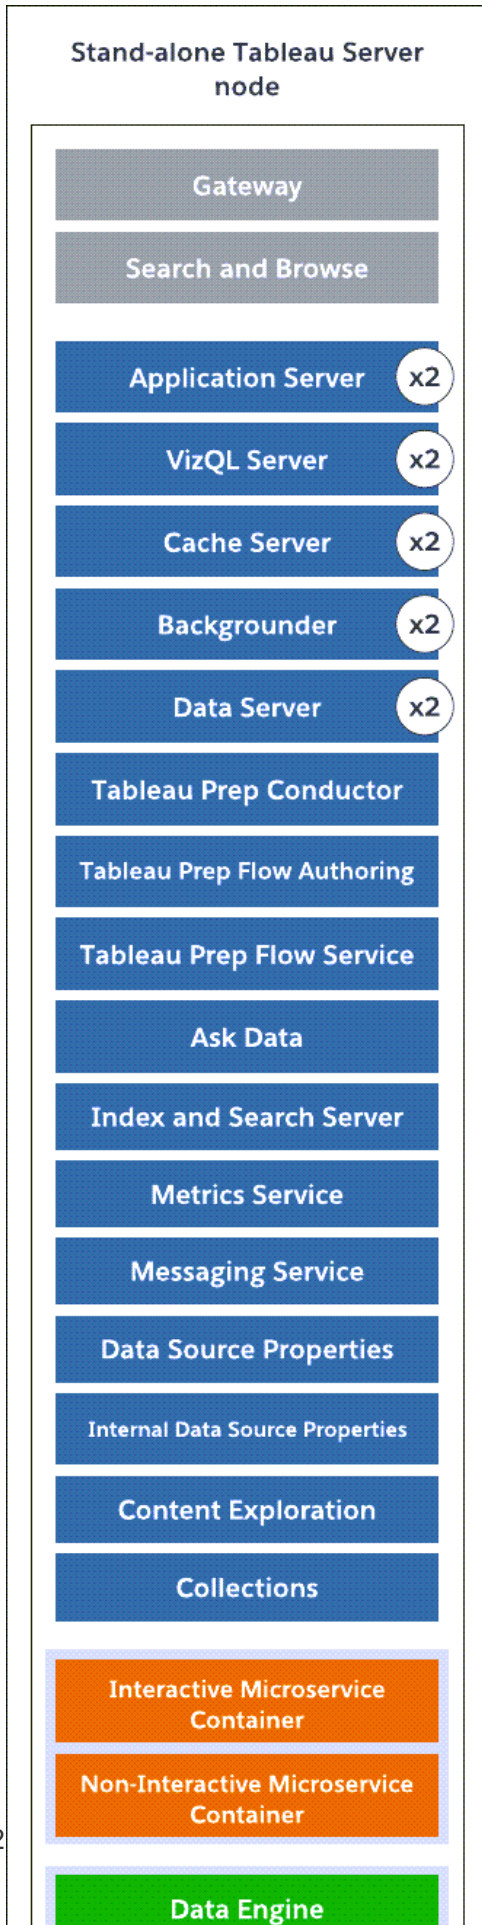 Stand-alone Tableau Server
node
Gateway
Search and Browse
Application Server x2
VizQL Server x2
Cache Server x2
Backgrounder x2
Data Server x2
Tableau Prep Conductor
Tableau Prep Flow Authoring
Tableau Prep Flow Service
Ask Data
Index and Search Server
Metrics Service
Messaging Service
Data Source Properties
Internal Data Source Properties
Content Exploration
Collections
Interactive Microservice
Container
Non-Interactive Microservice
Container
Data Engine